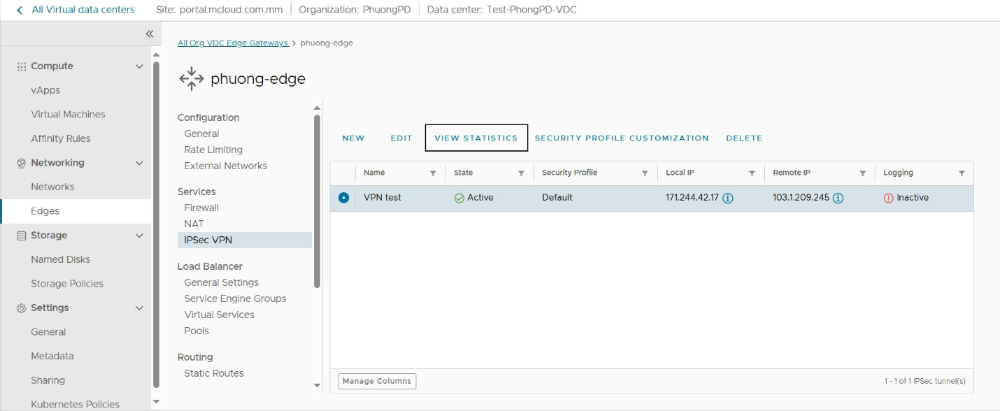 All Virtual data centers Site: portal.mcloud.com.mm Organization: PhuongPD Data center: Test-PhongPD-VDC
All Org VDC Edge Gateways > phuong-edge
phuong-edge
Compute
vApps
Virtual Machines
Affinity Rules
Networking
Networks
Edges
Storage
Named Disks
Storage Policies
Settings
General
Metadata
Sharing
Kubernetes Policies
Configuration
General
Rate Limiting
External Networks
Services
Firewall
NAT
IPSec VPN
Load Balancer
General Settings
Service Engine Groups
Virtual Services
Pools
Routing
Static Routes
NEW EDIT VIEW STATISTICS SECURITY PROFILE CUSTOMIZATION DELETE
Name State Security Profile Local IP Remote IP Logging
VPN test Active Default 171.244.42.17 103.1.209.245 Inactive
Manage Columns 1 - 1 of 1 IPSec tunnel(s)